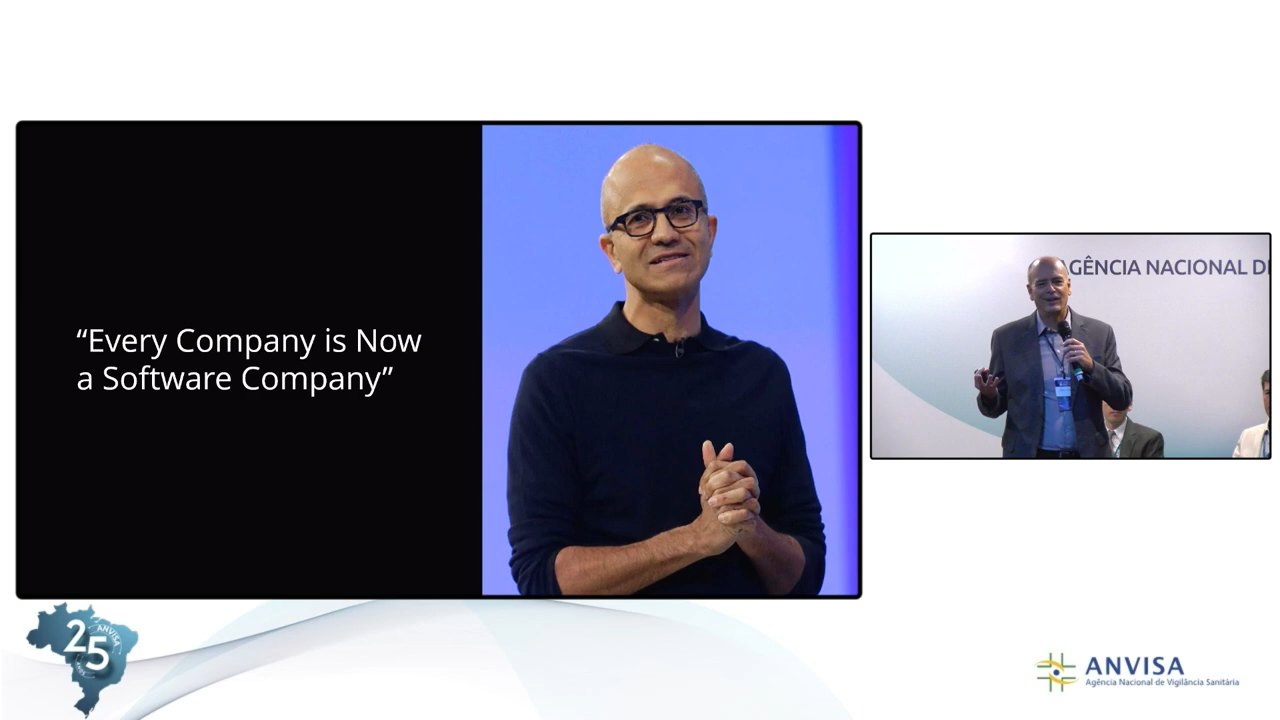 “Every Company is Now
a Software Company”
GÊNCIA NACIONAL D
25
ANVISA
ANVISA
Agência Nacional de Vigilância Sanitária